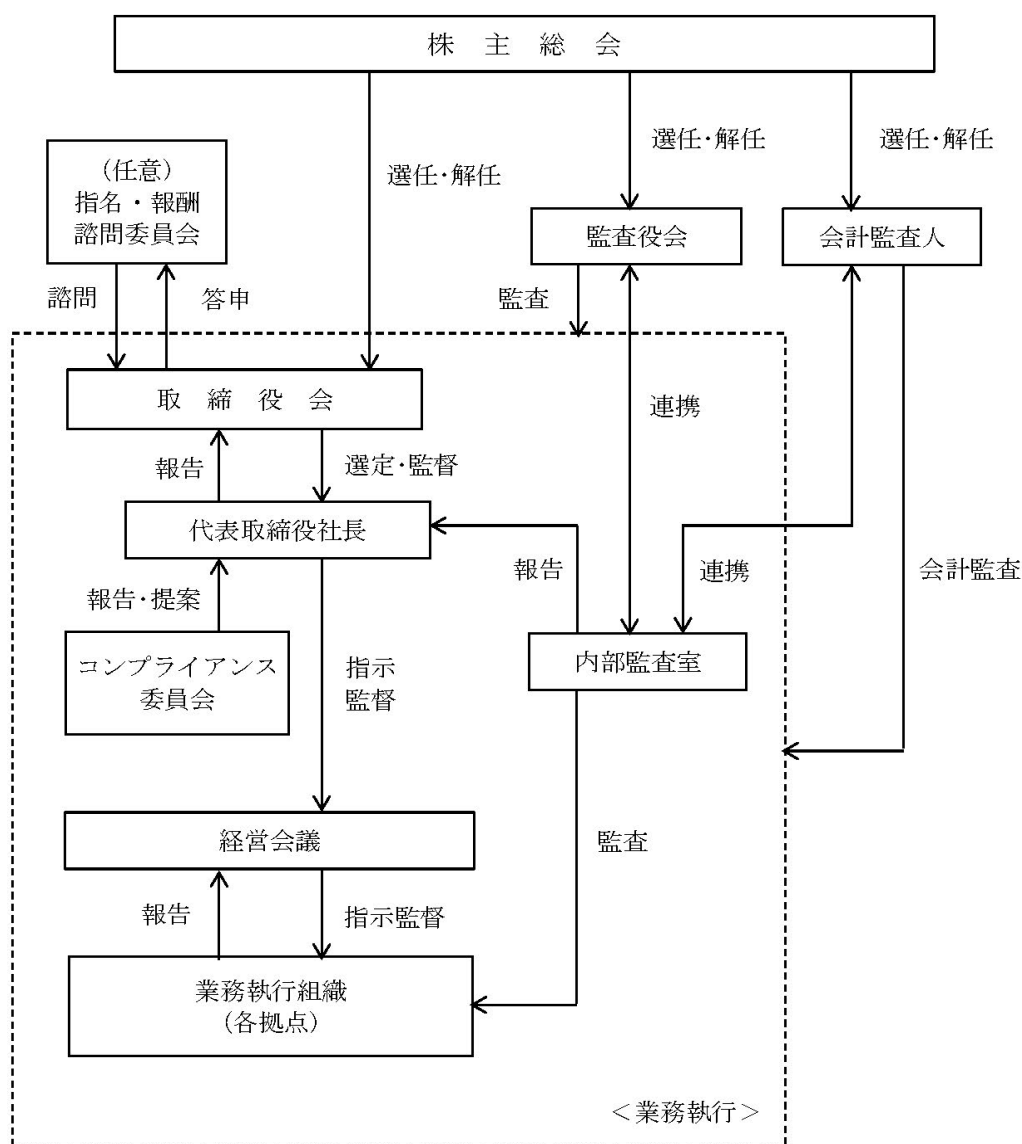 株 主 総 会
選任・解任
選任・解任
選任・解任
(任意)
指名・報酬
諮問委員会
監査役会
会計監査人
諮問
答申
監査
取 締 役 会
連携
報告
選定・監督
代表取締役社長
報告
連携
会計監査
報告・提案
コンプライアンス
委員会
指示
監督
内部監査室
経営会議
監査
報告
指示監督
業務執行組織
(各拠点)
<業務執行>